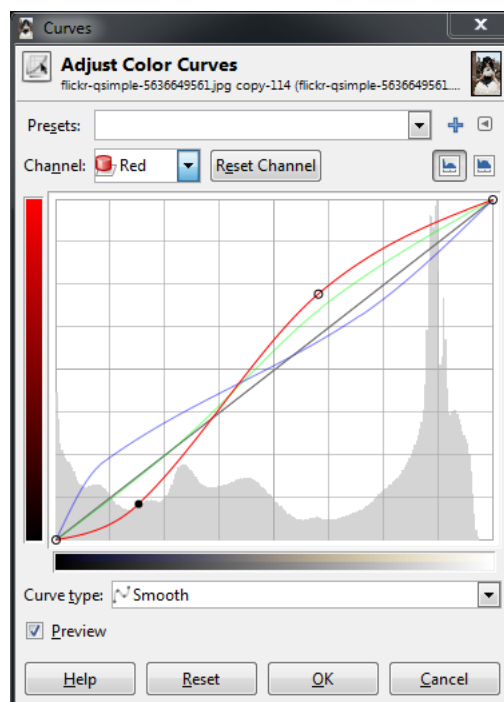 Curves
Adjust Color Curves
flickr-qsimple-5636649561.jpg copy-114 (flickr-qsimple-5636649561....
Presets:
Channel: Red Reset Channel
Curve type: Smooth
Preview
Help Reset OK Cancel